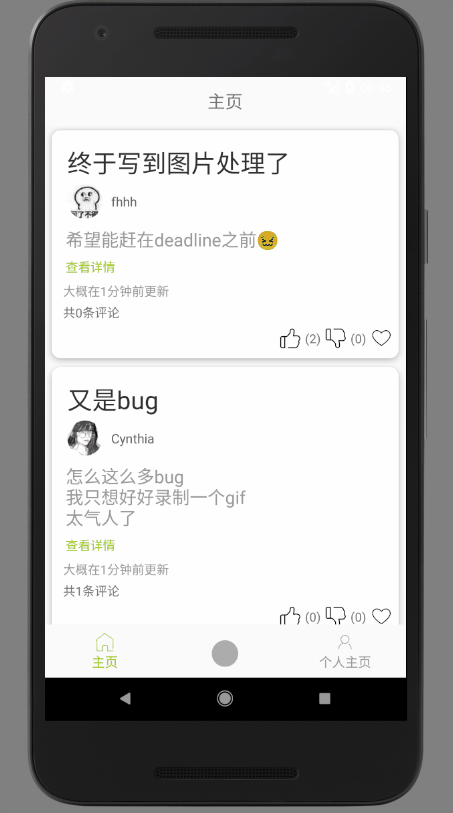 主页
终于写到图片处理了
fhhh
希望能赶在deadline之前😖
查看详情
大概在1分钟前更新
共0条评论
(2) (0)
又是bug
Cynthia
怎么这么多bug
我只想好好录制一个gif
太气人了
查看详情
大概在1分钟前更新
共1条评论
(0) (0)
主页 个人主页